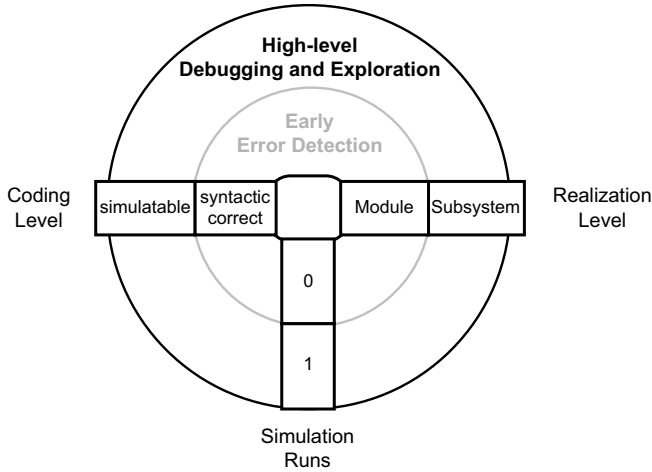 High-level
Debugging and Exploration
Early
Error Detection
Coding
Level
simulatable
syntactic
correct
Module
Subsystem
Realization
Level
0
1
Simulation
Runs